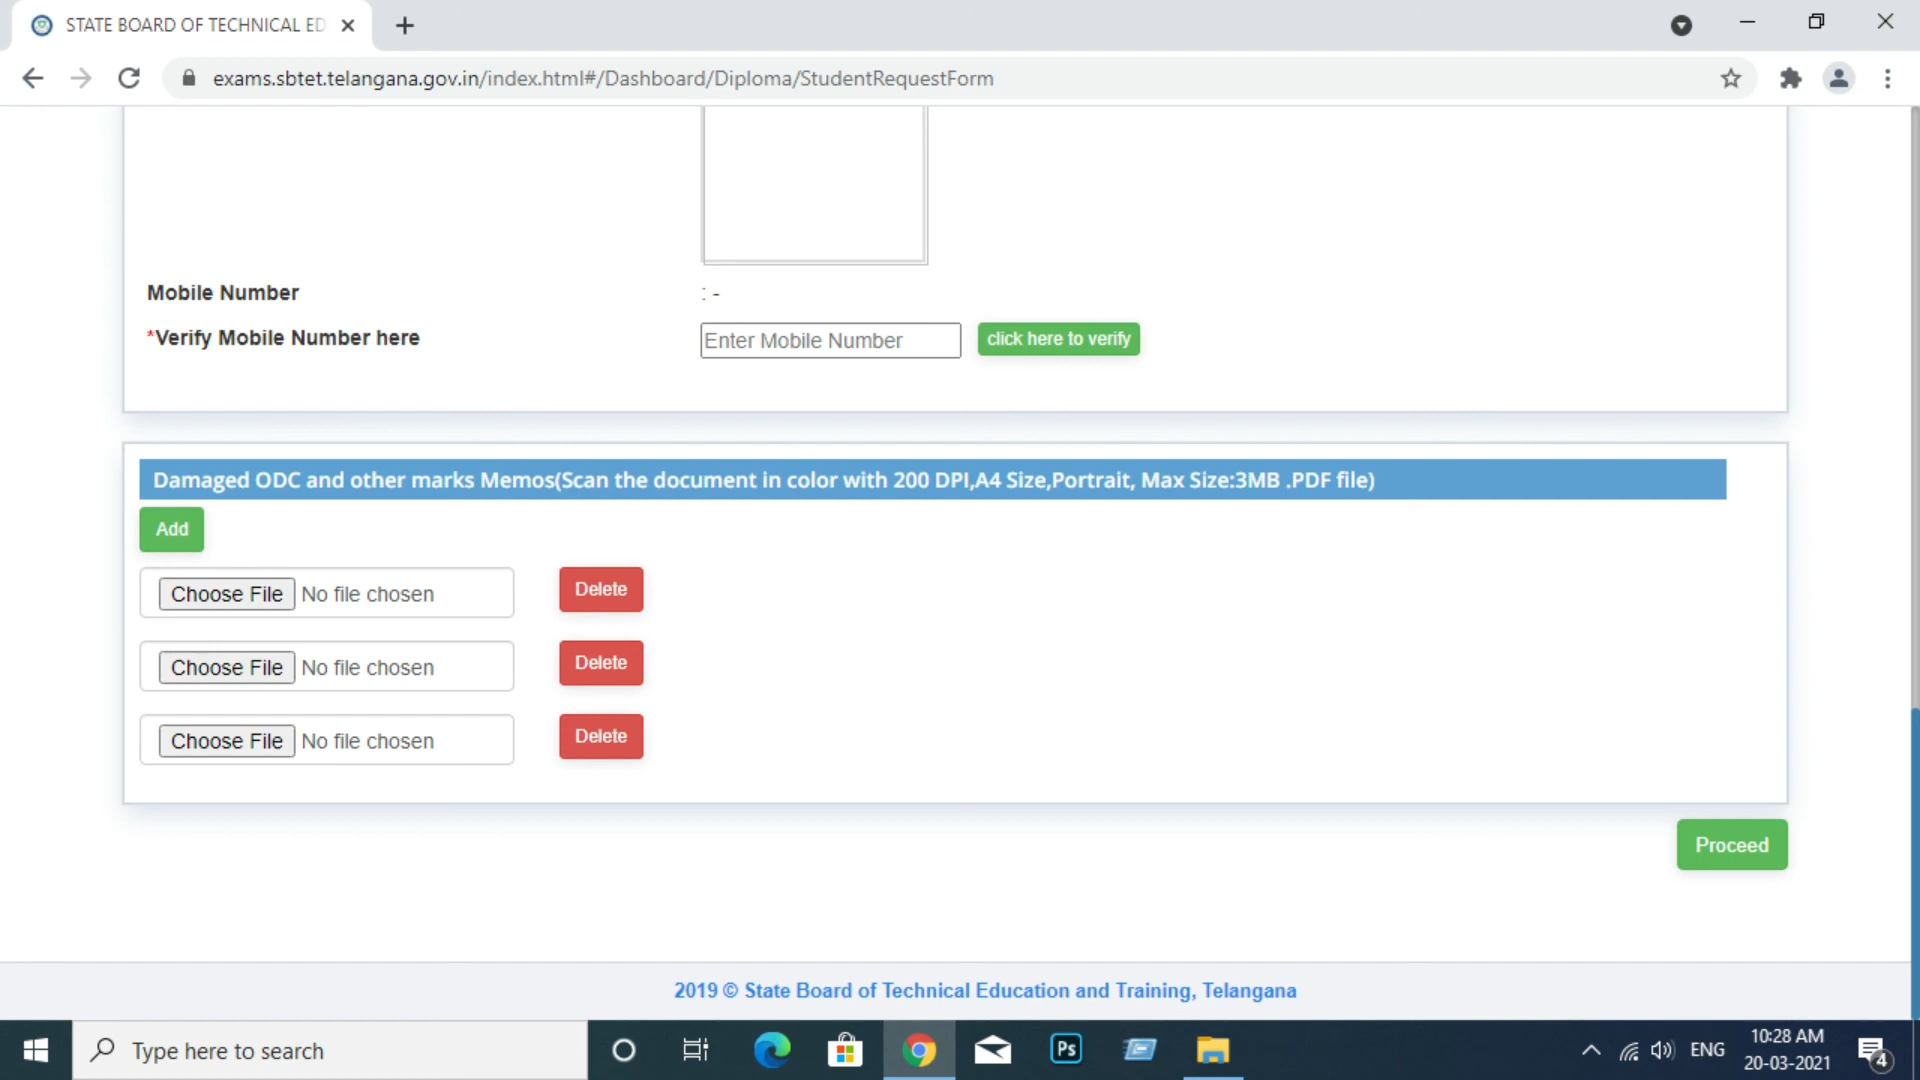 STATE BOARD OF TECHNICAL ED
exams.sbtet.telangana.gov.in/index.html#/Dashboard/Diploma/StudentRequestForm
Mobile Number : -
*Verify Mobile Number here Enter Mobile Number click here to verify
Damaged ODC and other marks Memos(Scan the document in color with 200 DPI,A4 Size,Portrait, Max Size:3MB .PDF file)
Add
Choose File No file chosen Delete
Choose File No file chosen Delete
Choose File No file chosen Delete
Proceed
2019 © State Board of Technical Education and Training, Telangana
Type here to search
Ps
ENG
10:28 AM
20-03-2021
4